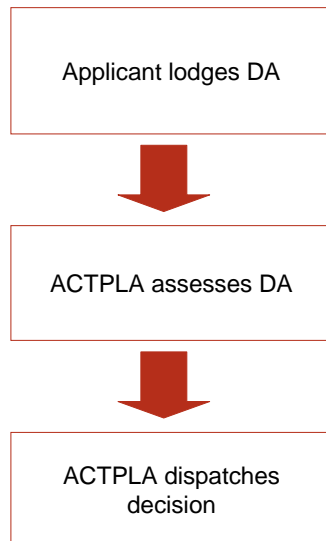 Applicant lodges DA
ACTPLA assesses DA
ACTPLA dispatches
decision